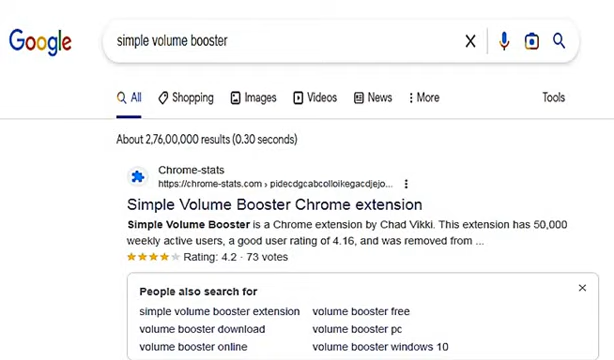 Google
simple volume booster
All Shopping Images Videos News More Tools
About 2,76,00,000 results (0.30 seconds)
Chrome-stats
https://chrome-stats.com › pidecdgcabcolloikegacdjejo...
Simple Volume Booster Chrome extension
Simple Volume Booster is a Chrome extension by Chad Vikki. This extension has 50,000
weekly active users, a good user rating of 4.16, and was removed from ...
Rating: 4.2 · 73 votes
People also search for
simple volume booster extension volume booster free
volume booster download volume booster pc
volume booster online volume booster windows 10